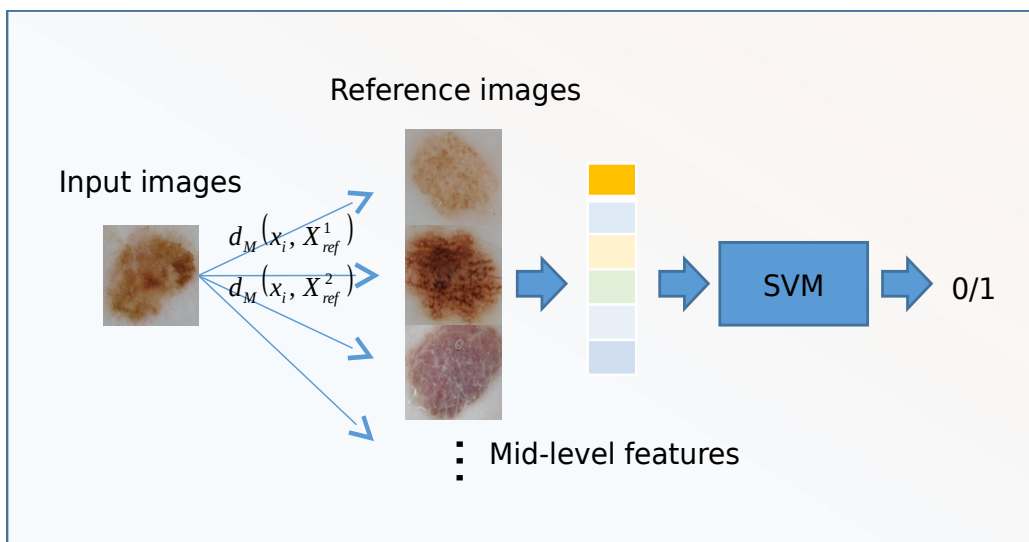 Reference images
Input images
d_M(x_i, X_ref^1)
d_M(x_i, X_ref^2)
SVM
0/1
Mid-level features